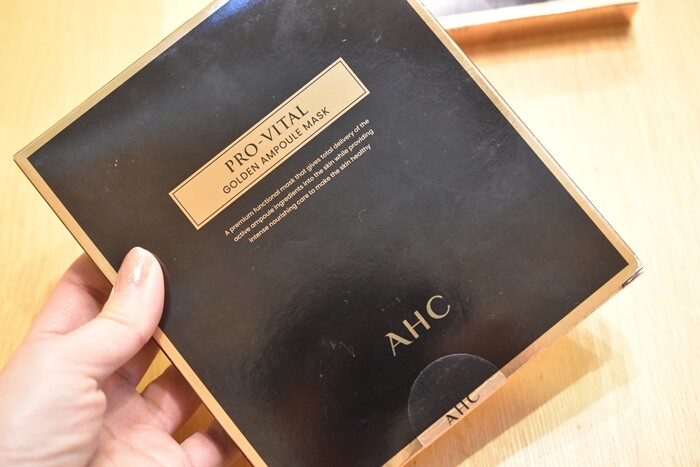 PRO-VITAL
GOLDEN AMPOULE MASK
A premium functional mask that gives total delivery of the
active ampoule ingredients into the skin while providing
intense nourishing care to make the skin healthy
AHC
AHC